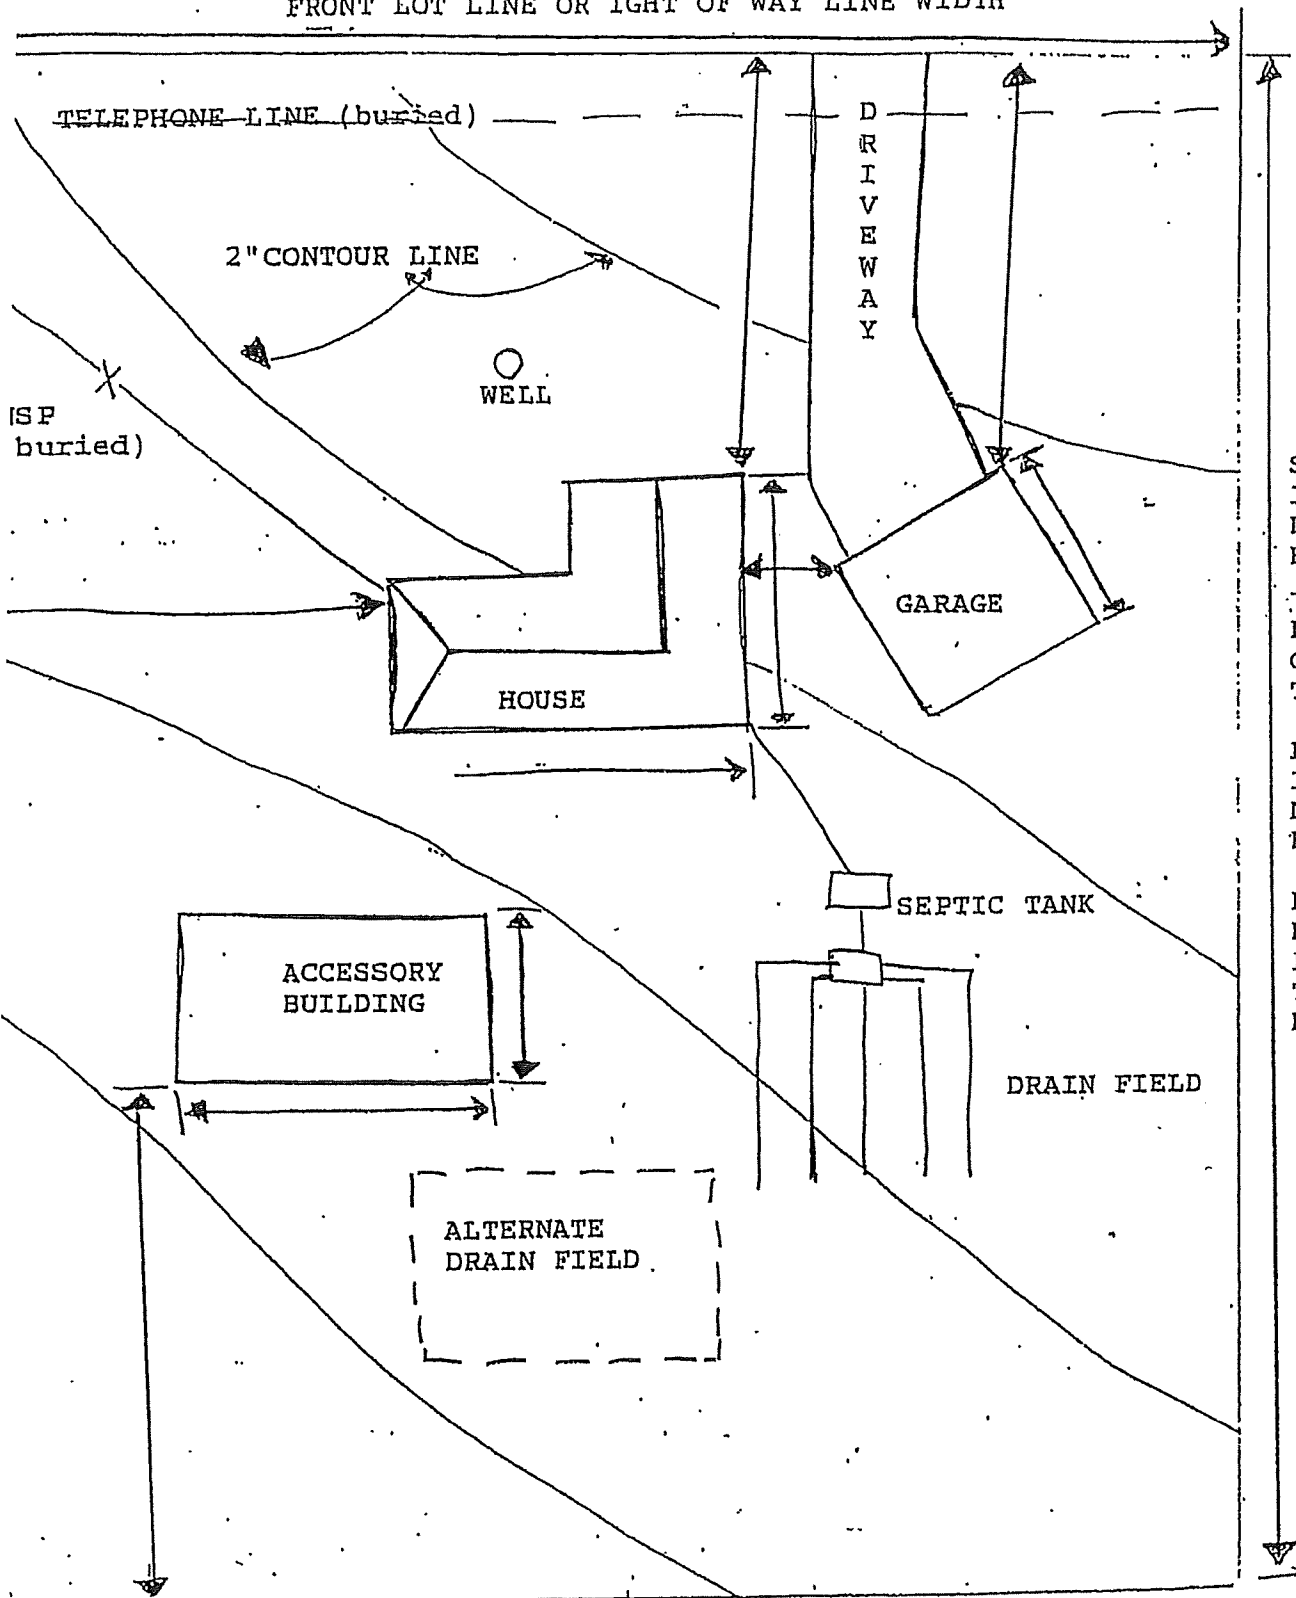 FRONT LOT LINE OR IGHT OF WAY LINE WIDTH
TELEPHONE LINE (buried)
DRIVEWAY
2"CONTOUR LINE
WELL
buried)
GARAGE
HOUSE
SEPTIC TANK
ACCESSORY
BUILDING
DRAIN FIELD
ALTERNATE
DRAIN FIELD